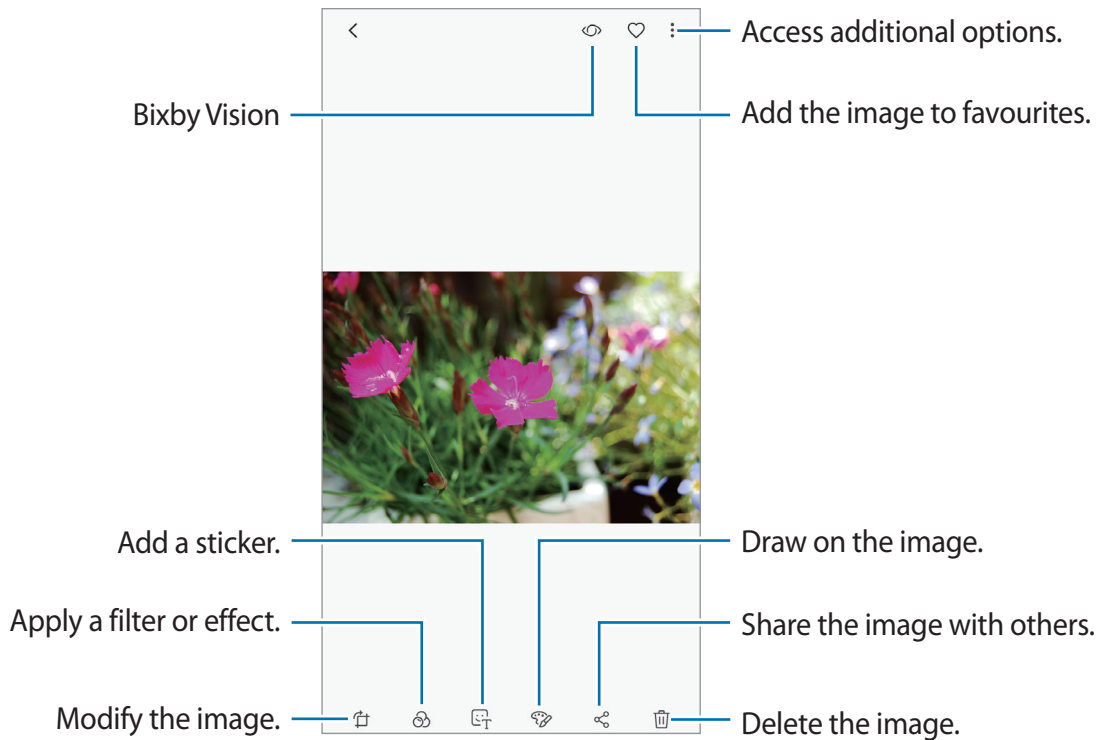 Access additional options.
Bixby Vision
Add the image to favourites.
Add a sticker.
Draw on the image.
Apply a filter or effect.
Share the image with others.
Modify the image.
Delete the image.